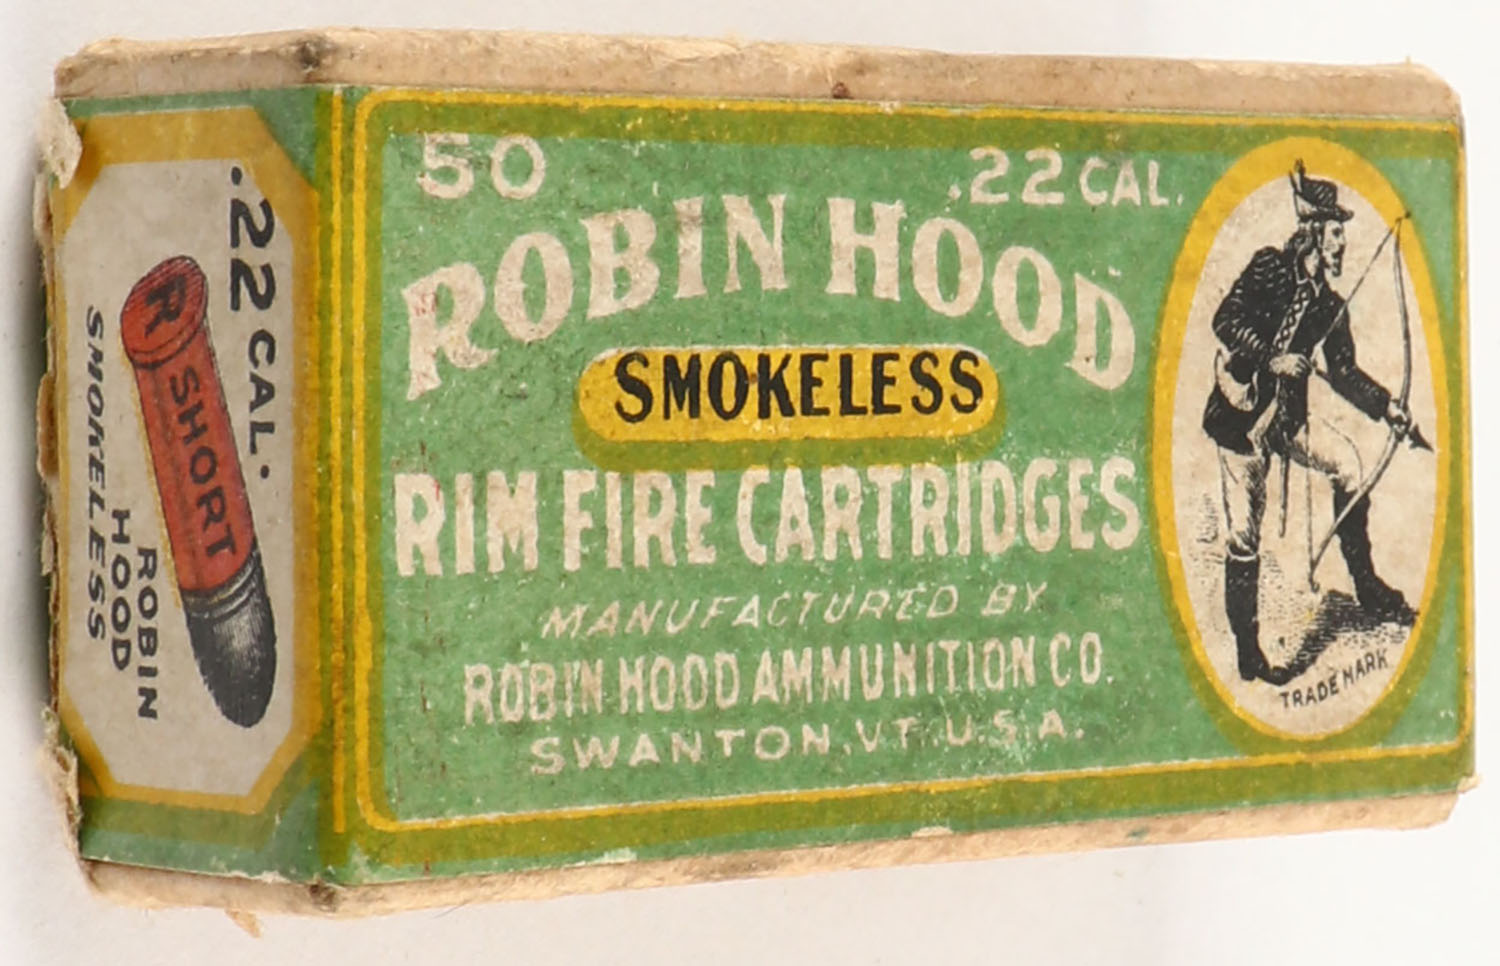 50 .22 CAL.
ROBIN HOOD
SMOKELESS
RIM FIRE CARTRIDGES
MANUFACTURED BY
ROBIN HOOD AMMUNITION CO.
SWANTON, VT. U.S.A.
TRADE MARK
.22 CAL.
R
SHORT
ROBIN
HOOD
SMOKELESS